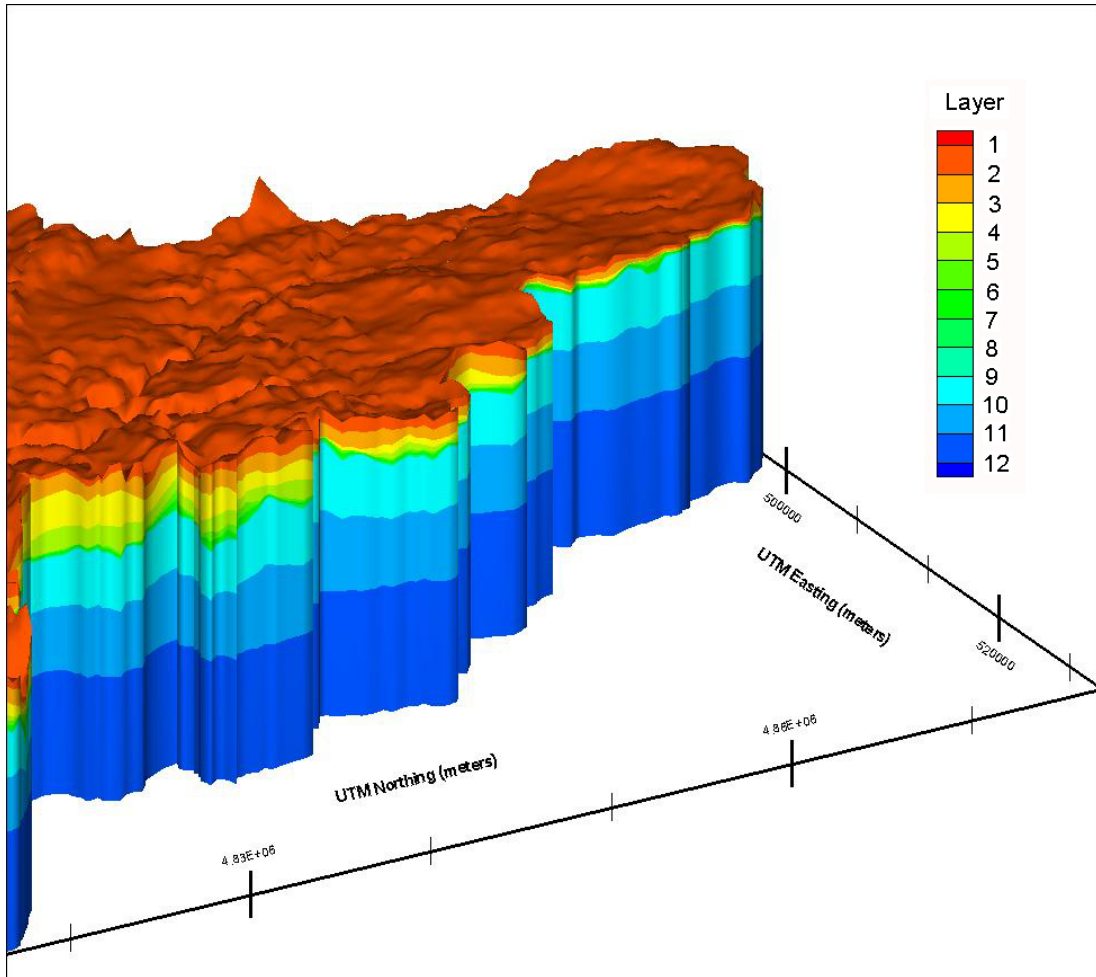 Layer
1
2
3
4
5
6
7
8
9
10
11
12
500000
UTM Easting (meters)
520000
4.86E+06
UTM Northing (meters)
4.83E+06